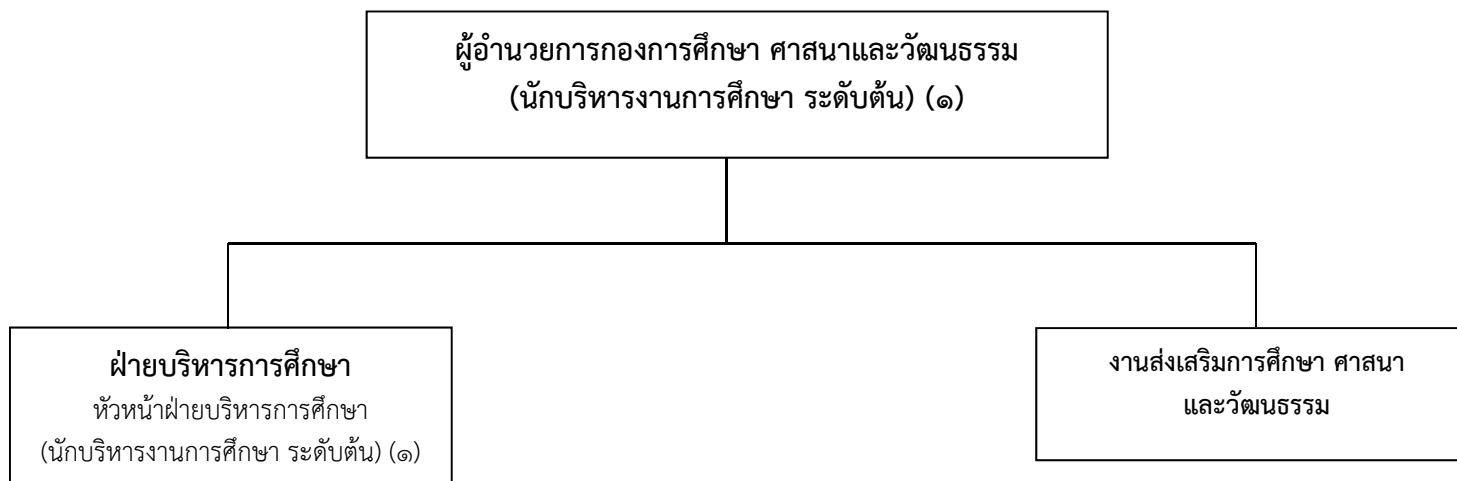 ผู้อำนวยการกองการศึกษา ศาสนาและวัฒนธรรม
(นักบริหารงานการศึกษา ระดับต้น) (๑)
ฝ่ายบริหารการศึกษา
หัวหน้าฝ่ายบริหารการศึกษา
(นักบริหารงานการศึกษา ระดับต้น) (๑)
งานส่งเสริมการศึกษา ศาสนา
และวัฒนธรรม